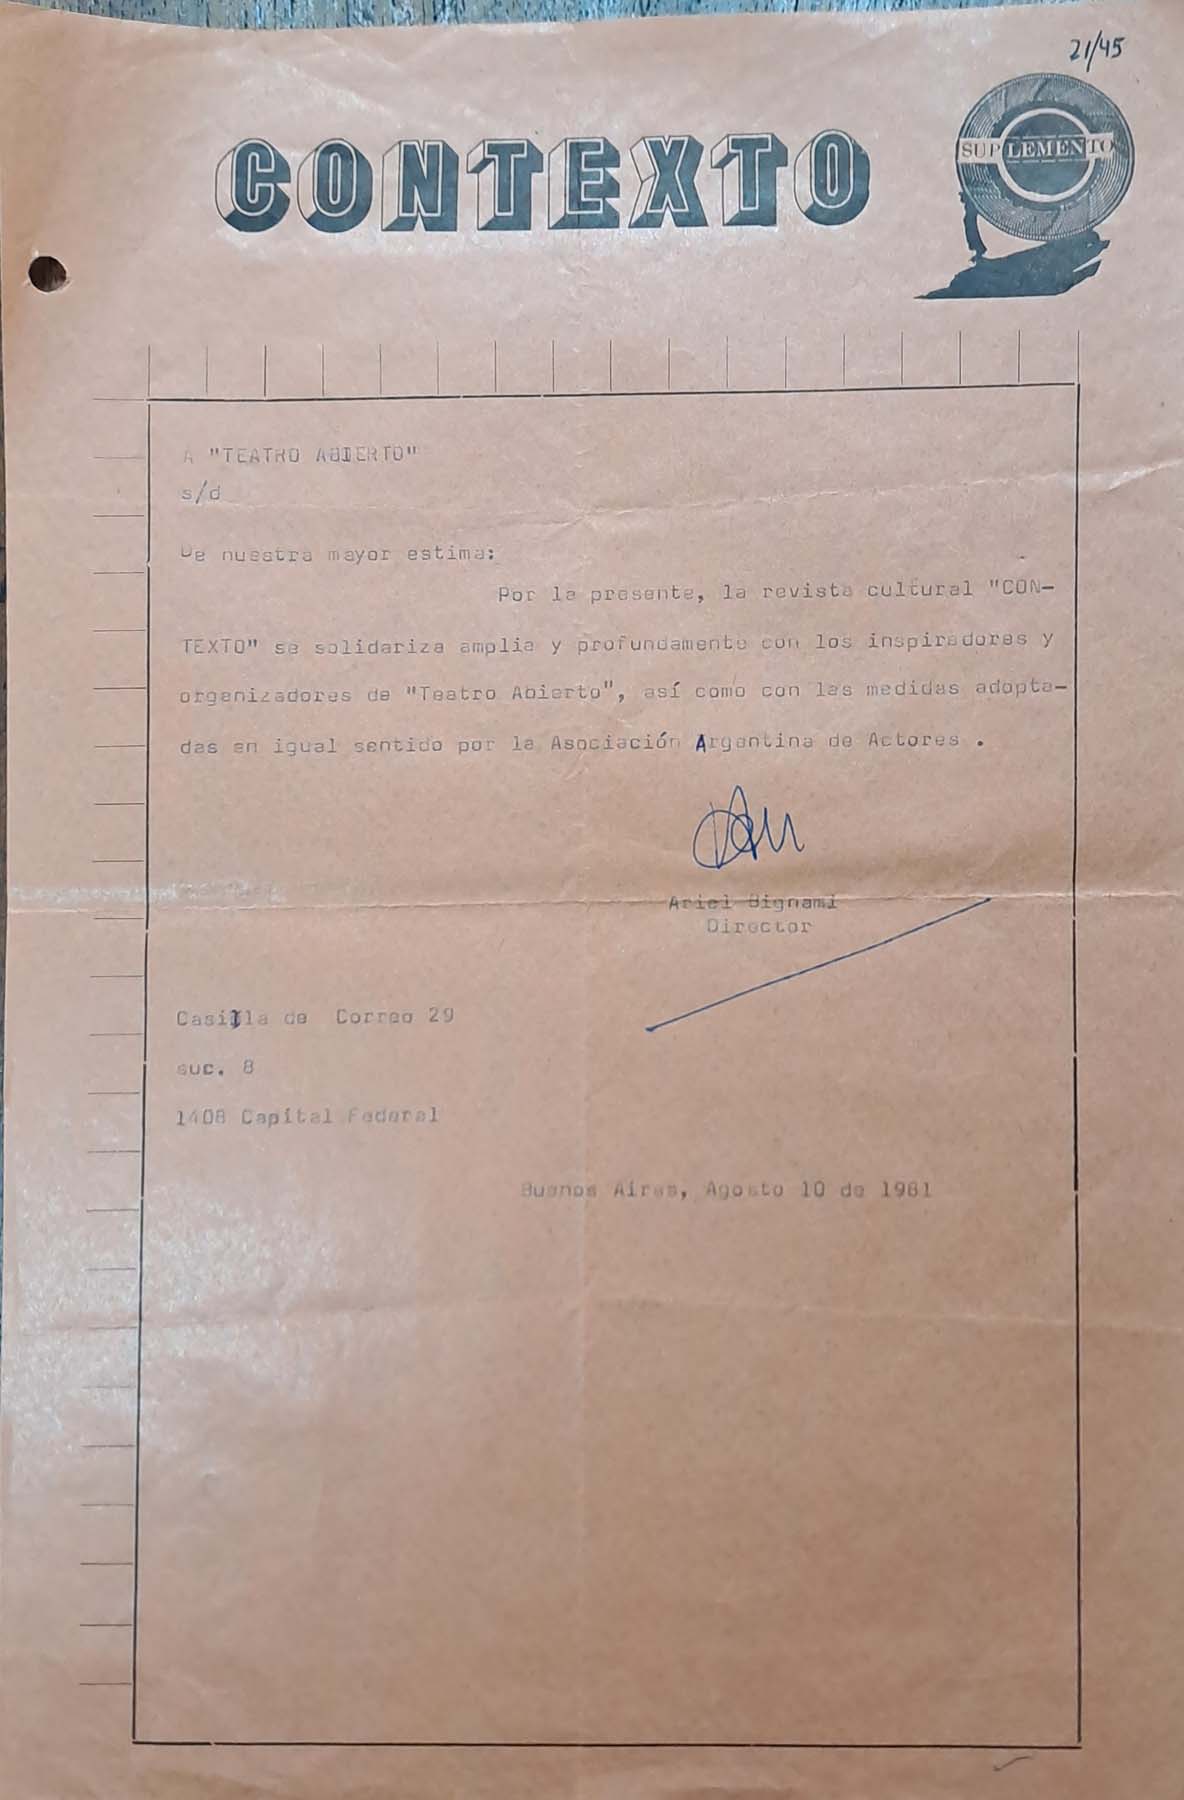 21/45
CONTEXTO
SUPLEMENTO
A "TEATRO ABIERTO"
s/d
De nuestra mayor estima:
Por la presente, la revista cultural "CON-
TEXTO" se solidariza amplia y profundamente con los inspiradores y
organizadores de "Teatro Abierto", así como con las medidas adopta-
das en igual sentido por la Asociación Argentina de Actores .
Ariel Bignami
Director
Casilla de Correo 29
suc. 8
1408 Capital Federal
Buenos Aires, Agosto 10 de 1981